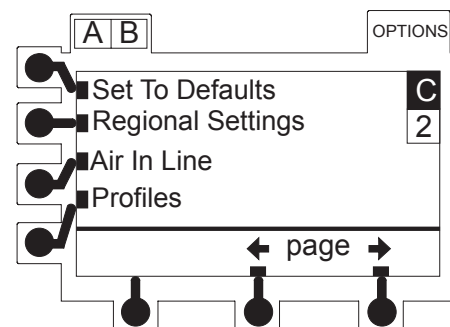 A B
OPTIONS
Set To Defaults
C
Regional Settings
2
Air In Line
Profiles
page